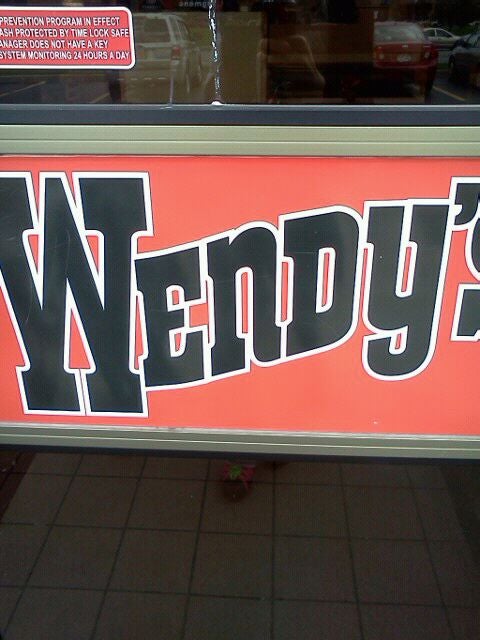 PREVENTION PROGRAM IN EFFECT
ASH PROTECTED BY TIME LOCK SAFE
ANAGER DOES NOT HAVE A KEY
SYSTEM MONITORING 24 HOURS A DAY
WENDY's